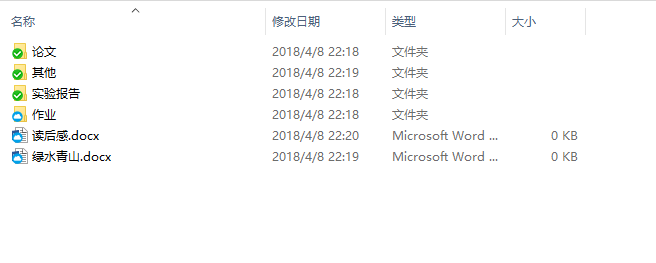 名称 修改日期 类型 大小
论文 2018/4/8 22:18 文件夹
其他 2018/4/8 22:19 文件夹
实验报告 2018/4/8 22:18 文件夹
作业 2018/4/8 22:18 文件夹
读后感.docx 2018/4/8 22:20 Microsoft Word ... 0 KB
绿水青山.docx 2018/4/8 22:19 Microsoft Word ... 0 KB